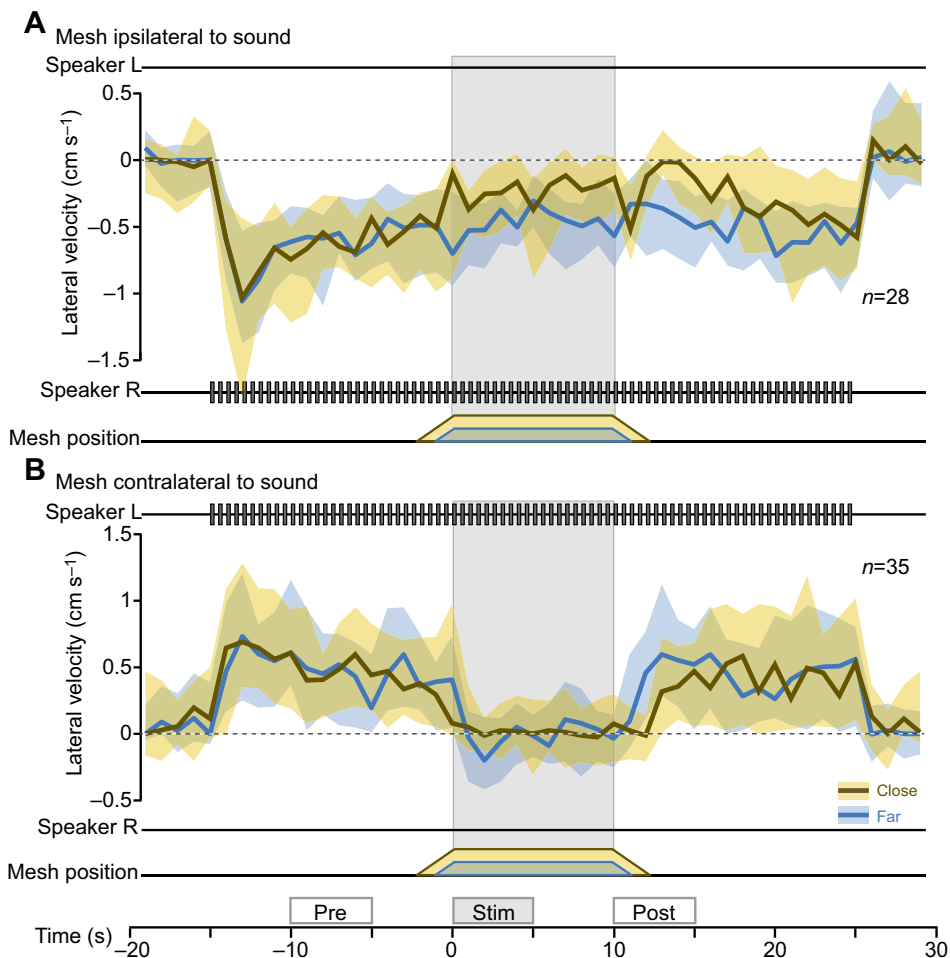 A
Mesh ipsilateral to sound
Speaker L
0.5
0
–0.5
–1
–1.5
Lateral velocity (cm s–1)
n=28
Speaker R
Mesh position
B
Mesh contralateral to sound
Speaker L
1.5
1
0.5
0
–0.5
Lateral velocity (cm s–1)
n=35
Close
Far
Speaker R
Mesh position
Pre Stim Post
Time (s)
–20 –10 0 10 20 30